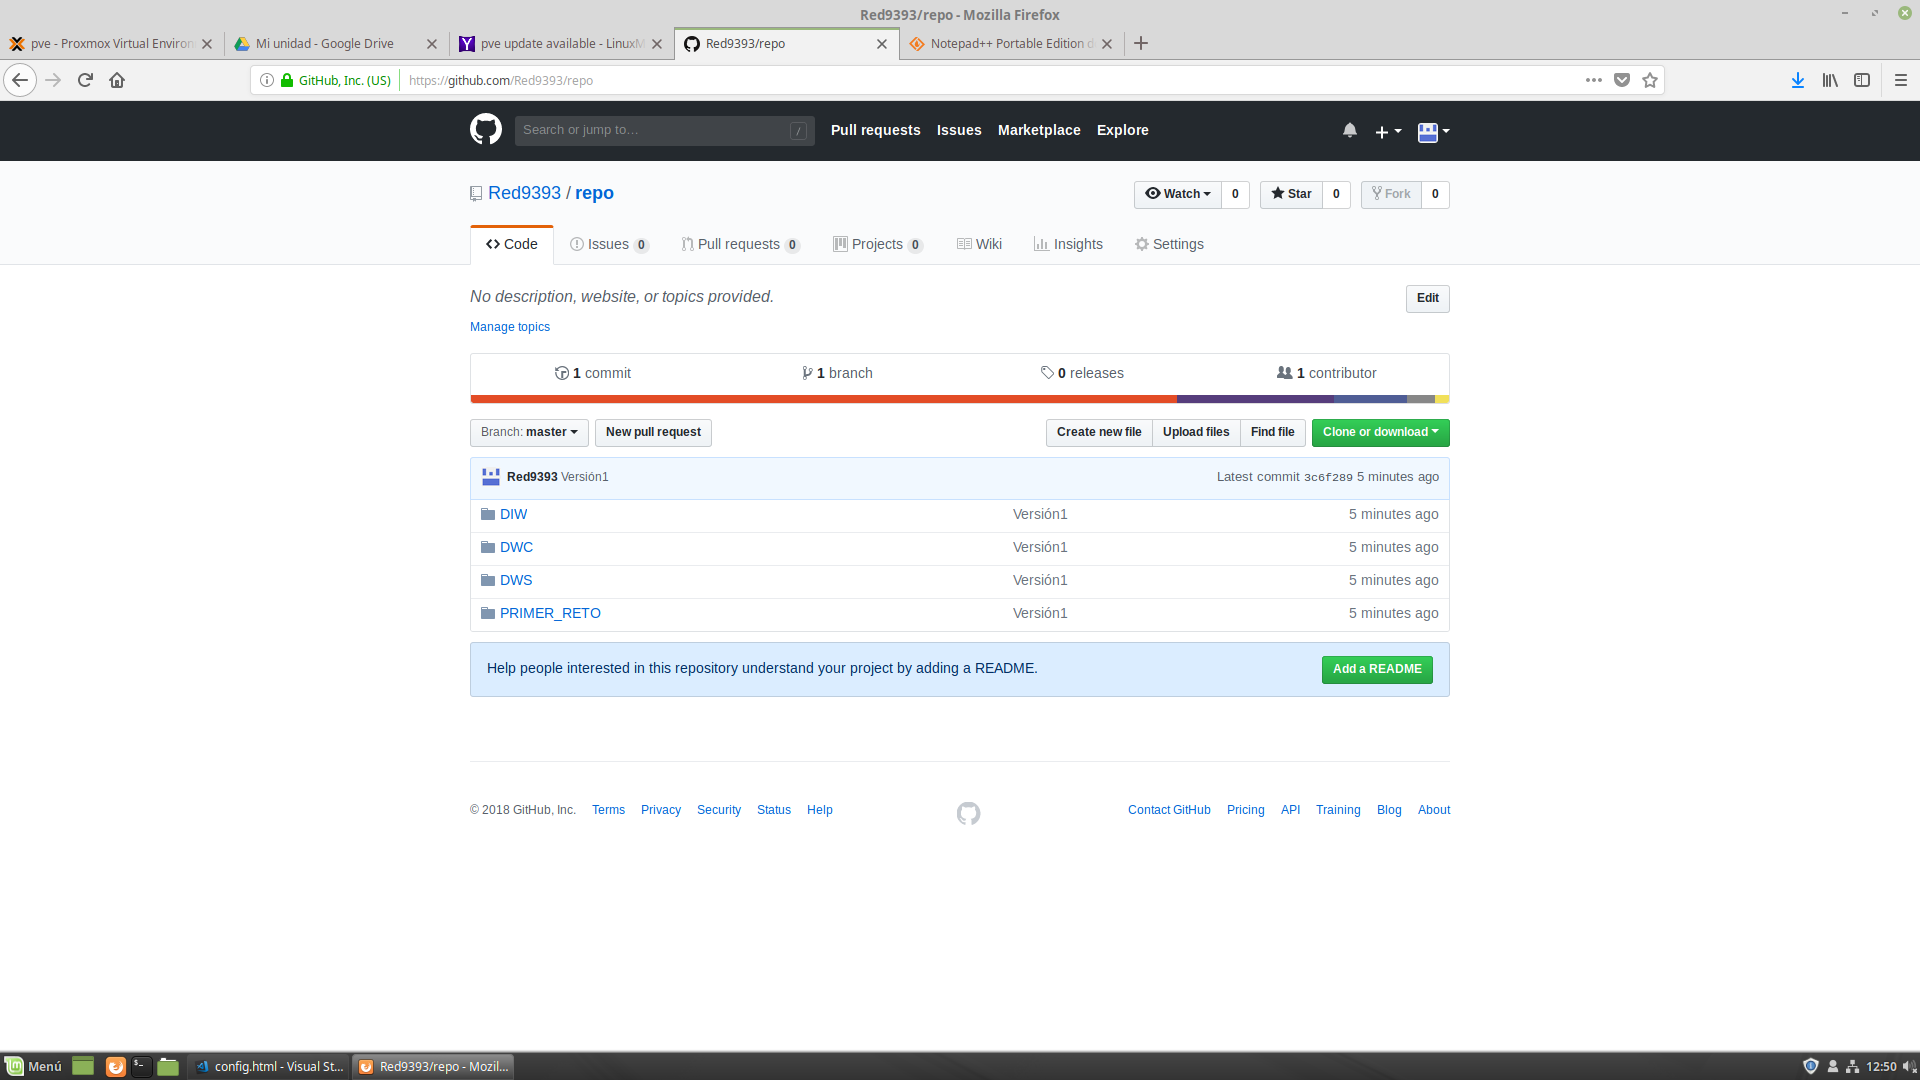 Red9393/repo - Mozilla Firefox
pve - Proxmox Virtual Environ
Mi unidad - Google Drive
pve update available - LinuxM
Red9393/repo
Notepad++ Portable Edition d
GitHub, Inc. (US)
https://github.com/Red9393/repo
Search or jump to…
/
Pull requests
Issues
Marketplace
Explore
Red9393 / repo
Watch 0
Star 0
Fork 0
Code
Issues 0
Pull requests 0
Projects 0
Wiki
Insights
Settings
No description, website, or topics provided.
Edit
Manage topics
1 commit
1 branch
0 releases
1 contributor
Branch: master
New pull request
Create new file
Upload files
Find file
Clone or download
Red9393 Versión1
Latest commit 3c6f289 5 minutes ago
DIW Versión1 5 minutes ago
DWC Versión1 5 minutes ago
DWS Versión1 5 minutes ago
PRIMER_RETO Versión1 5 minutes ago
Help people interested in this repository understand your project by adding a README.
Add a README
© 2018 GitHub, Inc.
Terms
Privacy
Security
Status
Help
Contact GitHub
Pricing
API
Training
Blog
About
Menú
config.html - Visual St...
Red9393/repo - Mozil...
12:50